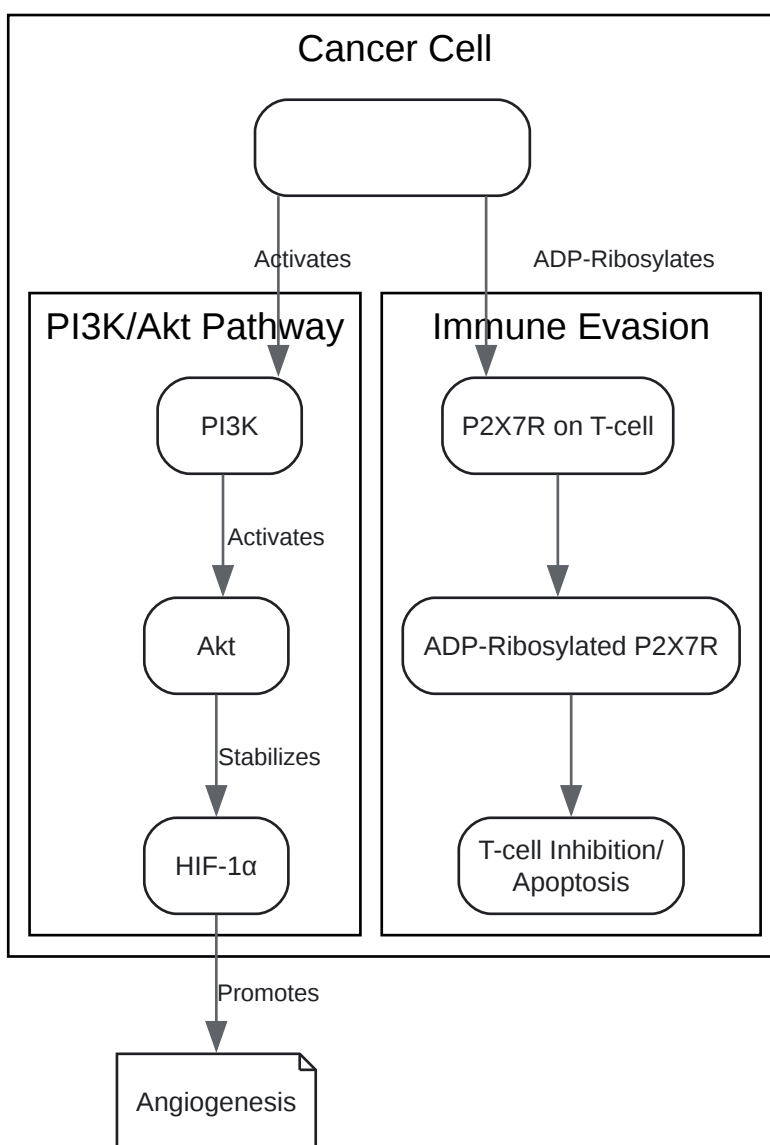 Cancer Cell
Activates
ADP-Ribosylates
PI3K/Akt Pathway
Immune Evasion
PI3K
P2X7R on T-cell
Activates
Akt
ADP-Ribosylated P2X7R
Stabilizes
HIF-1α
T-cell Inhibition/
Apoptosis
Promotes
Angiogenesis